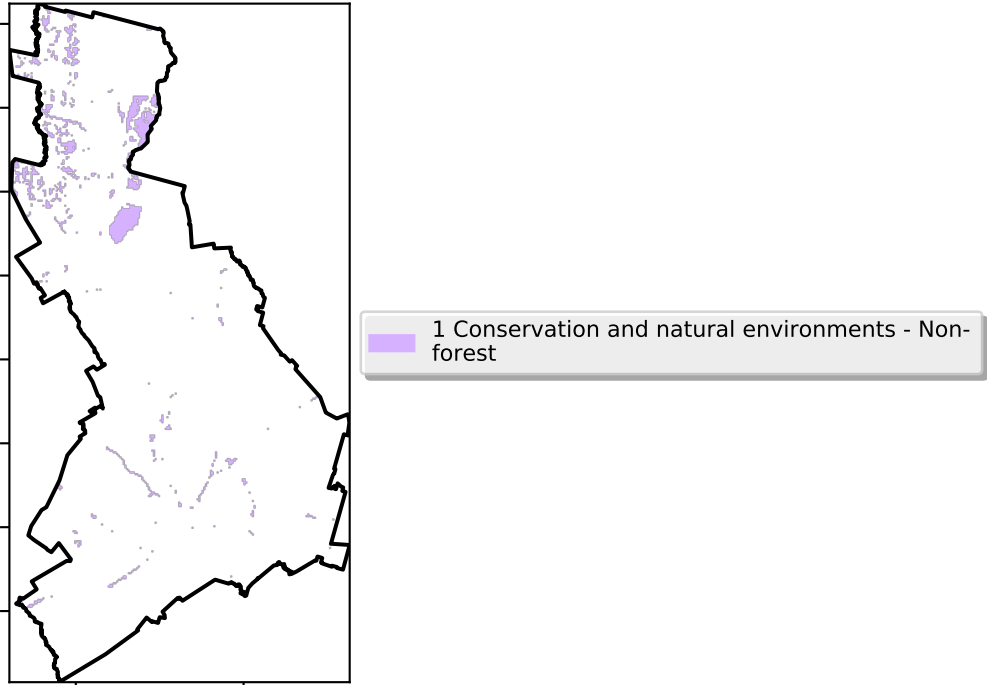 1 Conservation and natural environments - Non-
forest